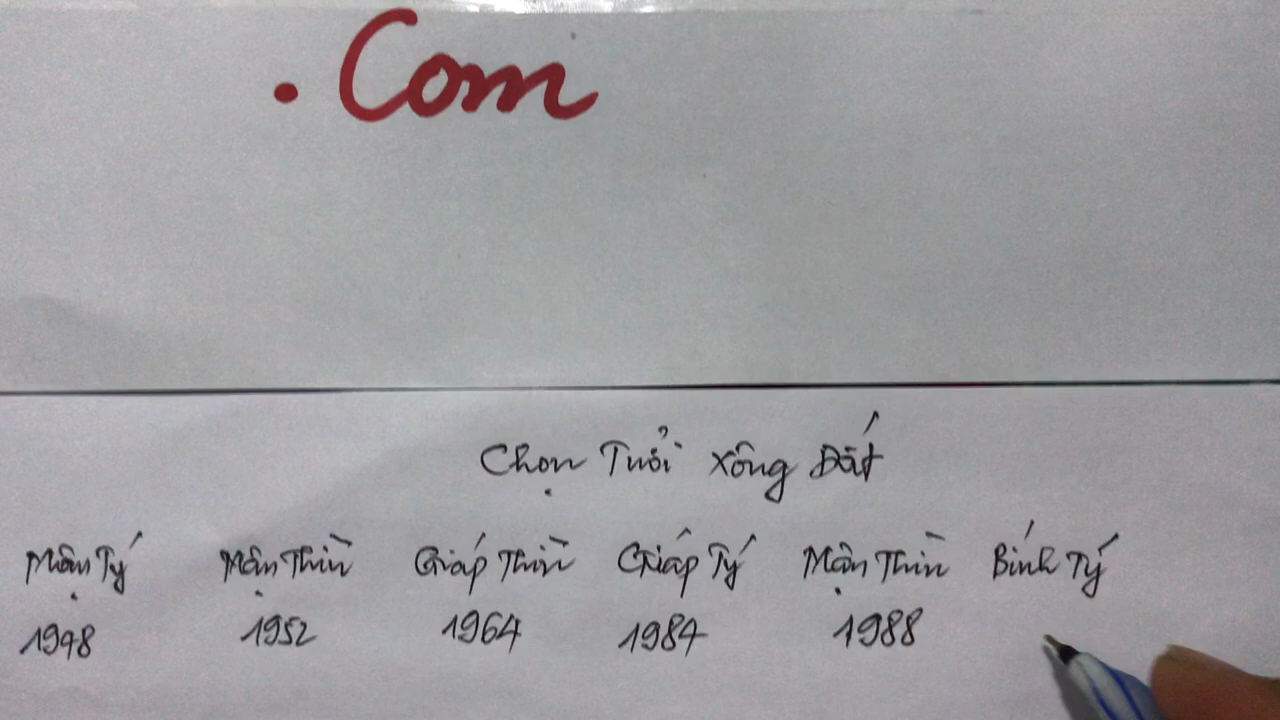 .Com
Chọn Tuổi Xông Đất
Mậu Tý Mậu Thìn Giáp Thìn Giáp Tý Mậu Thìn Bính Tý
1948 1952 1964 1984 1988